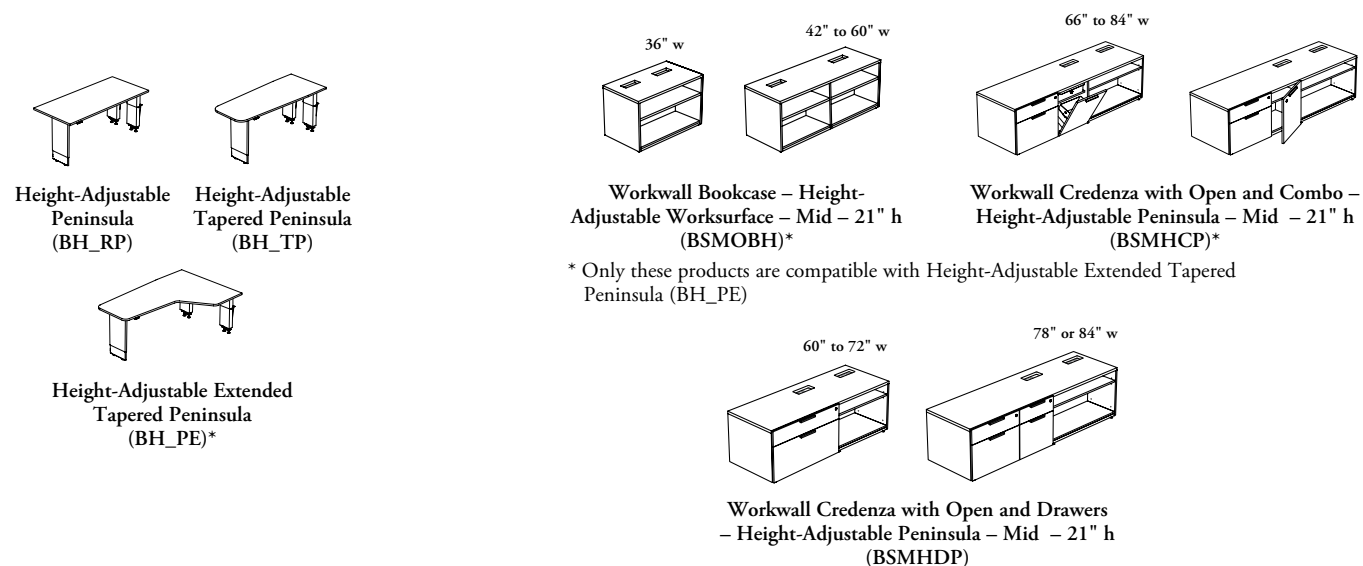 Height-Adjustable
Peninsula
(BH_RP)
Height-Adjustable
Tapered Peninsula
(BH_TP)
Height-Adjustable Extended
Tapered Peninsula
(BH_PE)*
36" w
42" to 60" w
Workwall Bookcase – Height-
Adjustable Worksurface – Mid – 21" h
(BSMOBH)*
66" to 84" w
Workwall Credenza with Open and Combo –
Height-Adjustable Peninsula – Mid – 21" h
(BSMHCP)*
* Only these products are compatible with Height-Adjustable Extended Tapered
Peninsula (BH_PE)
60" to 72" w
78" or 84" w
Workwall Credenza with Open and Drawers
– Height-Adjustable Peninsula – Mid – 21" h
(BSMHDP)